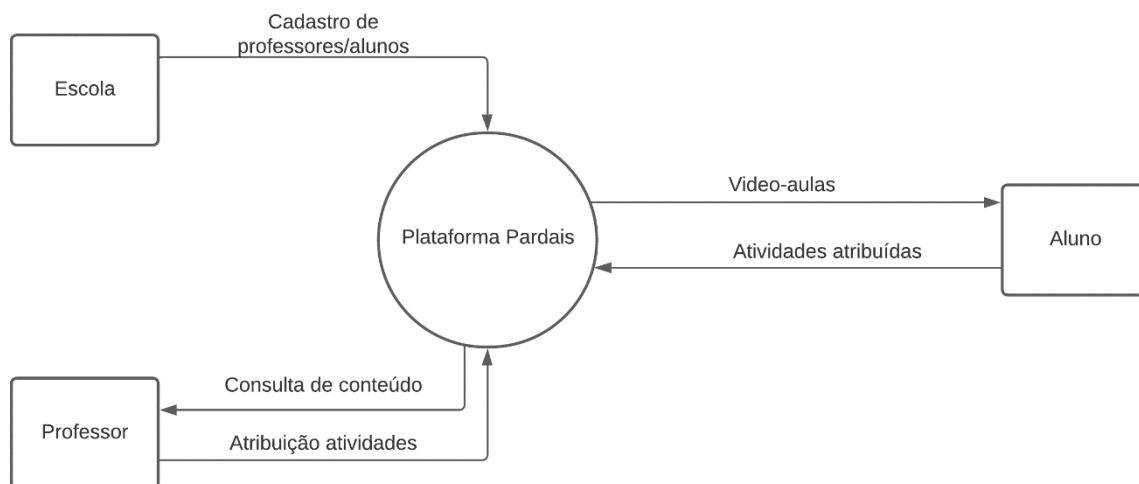 Cadastro de
professores/alunos
Escola
Video-aulas
Plataforma Pardais
Aluno
Atividades atribuídas
Consulta de conteúdo
Professor
Atribuição atividades